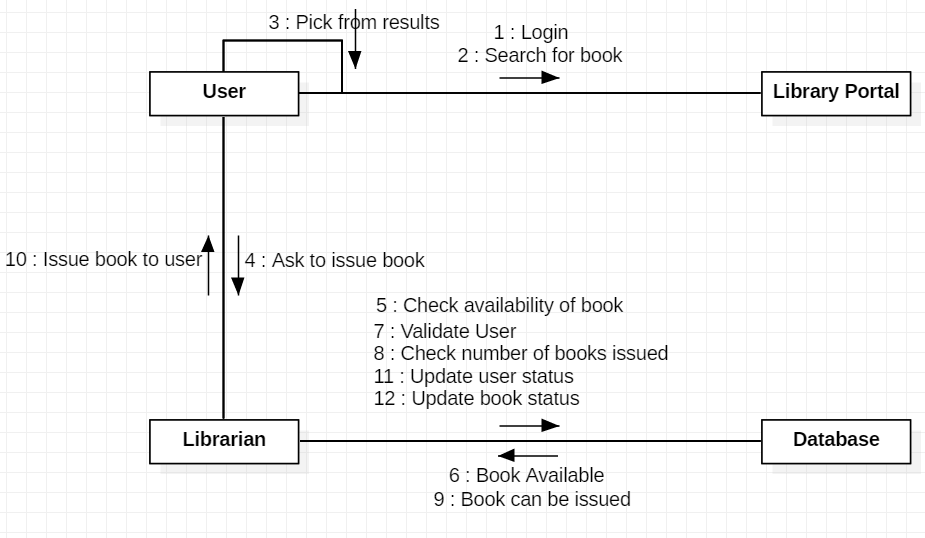 3 : Pick from results
1 : Login
2 : Search for book
User
Library Portal
10 : Issue book to user
4 : Ask to issue book
5 : Check availability of book
7 : Validate User
8 : Check number of books issued
11 : Update user status
12 : Update book status
Librarian
Database
6 : Book Available
9 : Book can be issued